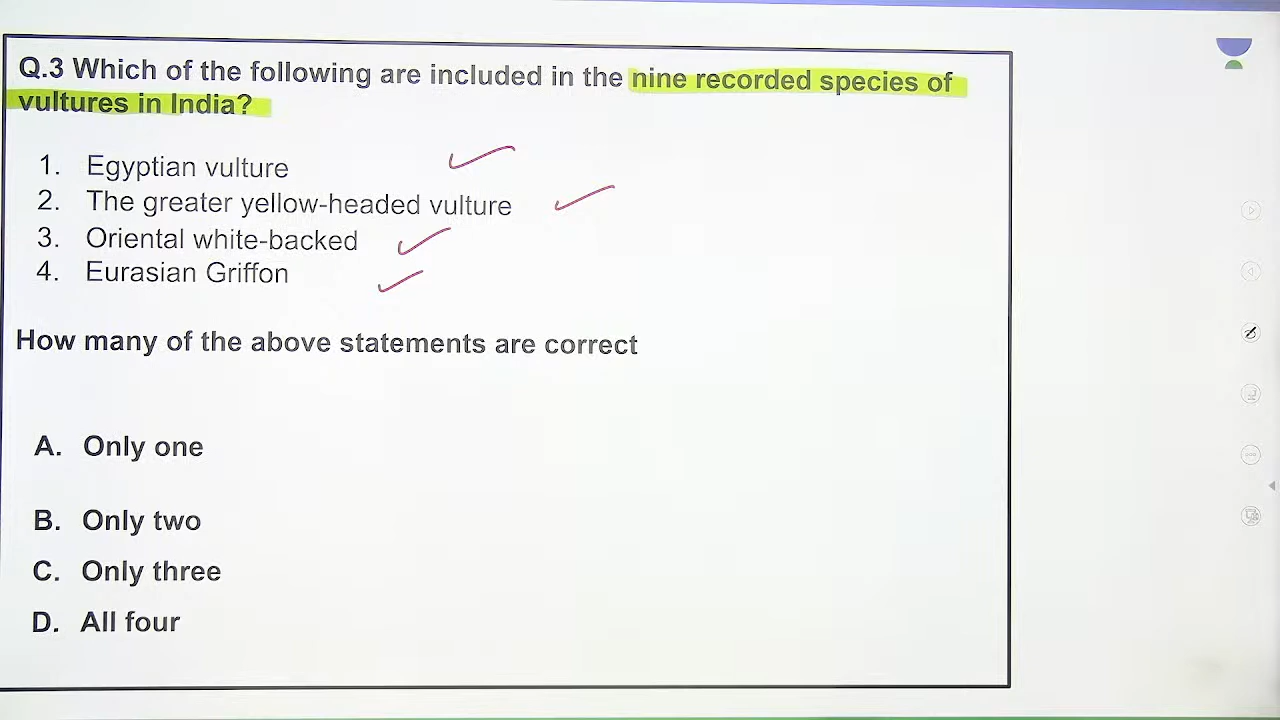 Q.3 Which of the following are included in the nine recorded species of
vultures in India?
1. Egyptian vulture
2. The greater yellow-headed vulture
3. Oriental white-backed
4. Eurasian Griffon
How many of the above statements are correct
A. Only one
B. Only two
C. Only three
D. All four